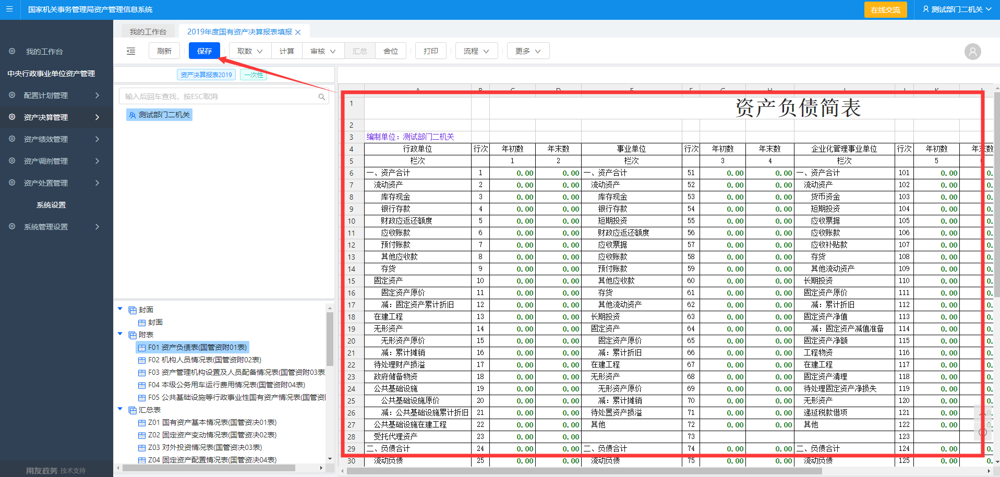 国家机关事务管理局资产管理信息系统
在线交流
测试部门二机关
我的工作台
2019年度国有资产决算报表填报
刷新
保存
取数
计算
审核
汇总
舍位
打印
流程
更多
我的工作台
中央行政事业单位资产管理
配置计划管理
资产决算管理
资产绩效管理
资产调剂管理
资产处置管理
系统设置
系统管理设置
用友政务 技术支持
资产决算报表2019
一次性
输入后回车查找，按ESC取消
测试部门二机关
封面
封面
附表
F01 资产负债表(国管资附01表)
F02 机构人员情况表(国管资附02表)
F03 资产管理机构设置及人员配备情况表(国管资附03表
F04 本级公务用车运行费用情况表(国管资附04表)
F05 公共基础设施等行政事业性国有资产情况表(国管资
汇总表
Z01 国有资产基本情况表(国管资决01表)
Z02 固定资产变动情况表(国管资决02表)
Z03 对外投资情况表(国管资决03表)
Z04 固定资产配置情况表(国管资决04表)
1 资产负债简表
2
3 编制单位：测试部门二机关
4 行政单位 行次 年初数 年末数 事业单位 行次 年初数 年末数 企业化管理事业单位 行次 年初数 年末数
5 栏次 1 2 栏次 3 4 栏次 5
6 一、资产合计 1 0.00 0.00 一、资产合计 51 0.00 0.00 一、资产合计 101 0.00 0.
7 流动资产 2 0.00 0.00 流动资产 52 0.00 0.00 流动资产 102 0.00 0.
8 库存现金 3 0.00 0.00 库存现金 53 0.00 0.00 货币资金 103 0.00 0.
9 银行存款 4 0.00 0.00 银行存款 54 0.00 0.00 短期投资 104 0.00 0.
10 财政应返还额度 5 0.00 0.00 短期投资 55 0.00 0.00 应收票据 105 0.00 0.
11 应收账款 6 0.00 0.00 财政应返还额度 56 0.00 0.00 应收账款 106 0.00 0.
12 预付账款 7 0.00 0.00 应收票据 57 0.00 0.00 应收补贴款 107 0.00 0.
13 其他应收款 8 0.00 0.00 应收账款 58 0.00 0.00 存货 108 0.00 0.
14 存货 9 0.00 0.00 预付账款 59 0.00 0.00 其他流动资产 109 0.00 0.
15 固定资产 10 0.00 0.00 其他应收款 60 0.00 0.00 长期投资 110 0.00 0.
16 固定资产原价 11 0.00 0.00 存货 61 0.00 0.00 固定资产原价 111 0.00 0.
17 减：固定资产累计折旧 12 0.00 0.00 其他流动资产 62 0.00 0.00 减：累计折旧 112 0.00 0.
18 在建工程 13 0.00 0.00 长期投资 63 0.00 0.00 固定资产净值 113 0.00 0.
19 无形资产 14 0.00 0.00 固定资产 64 0.00 0.00 减：固定资产减值准备 114 0.00 0.
20 无形资产原价 15 0.00 0.00 固定资产原价 65 0.00 0.00 固定资产净额 115 0.00 0.
21 减：累计摊销 16 0.00 0.00 减：累计折旧 66 0.00 0.00 工程物资 116 0.00 0.
22 待处理财产损溢 17 0.00 0.00 在建工程 67 0.00 0.00 在建工程 117 0.00 0.
23 政府储备物资 18 0.00 0.00 无形资产 68 0.00 0.00 固定资产清理 118 0.00 0.
24 公共基础设施 19 0.00 0.00 无形资产原价 69 0.00 0.00 待处理固定资产净损失 119 0.00 0.
25 公共基础设施原价 20 0.00 0.00 减：累计摊销 70 0.00 0.00 无形资产 120 0.00 0.
26 减：公共基础设施累计折旧 21 0.00 0.00 待处置资产损溢 71 0.00 0.00 递延税款借项 121 0.00 0.
27 公共基础设施在建工程 22 0.00 0.00 其他 72 0.00 0.00 其他 122 0.00 0.
28 受托代理资产 23 0.00 0.00 73 123
29 二、负债合计 24 0.00 0.00 二、负债合计 74 0.00 0.00 二、负债合计 124 0.00 0.
30 流动负债 25 0.00 0.00 流动负债 75 0.00 0.00 流动负债 125 0.00 0.